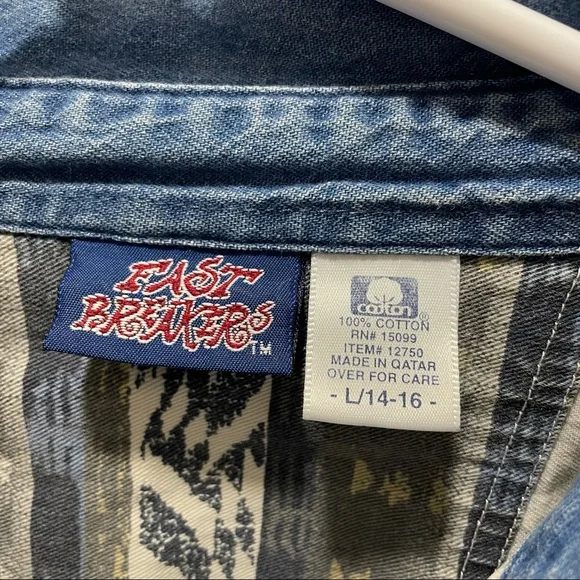 FAST
BREAKERS
TM
cotton
®
100% COTTON
RN# 15099
ITEM# 12750
MADE IN QATAR
OVER FOR CARE
- L/14-16 -